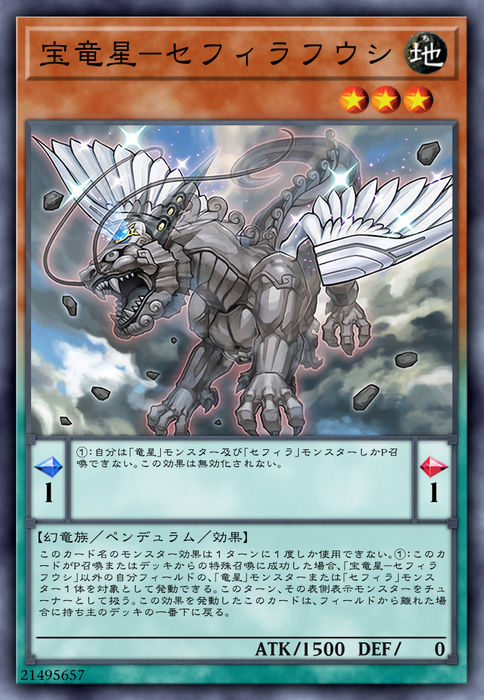 宝竜星−セフィラフウシ
ち
地
①:自分は「竜星」モンスター及び「セフィラ」モンスターしかP召
喚できない。この効果は無効化されない。
1
1
【幻竜族／ペンデュラム／効果】
このカード名のモンスター効果は1ターンに1度しか使用できない。①:このカ
ードがP召喚またはデッキからの特殊召喚に成功した場合、「宝竜星−セフィラ
フウシ」以外の自分フィールドの、「竜星」モンスターまたは「セフィラ」モンス
ター1体を対象として発動できる。このターン、その表側表示モンスターをチュ
ーナーとして扱う。この効果を発動したこのカードは、フィールドから離れた場
合に持ち主のデッキの一番下に戻る。
ATK/1500 DEF/ 0
21495657